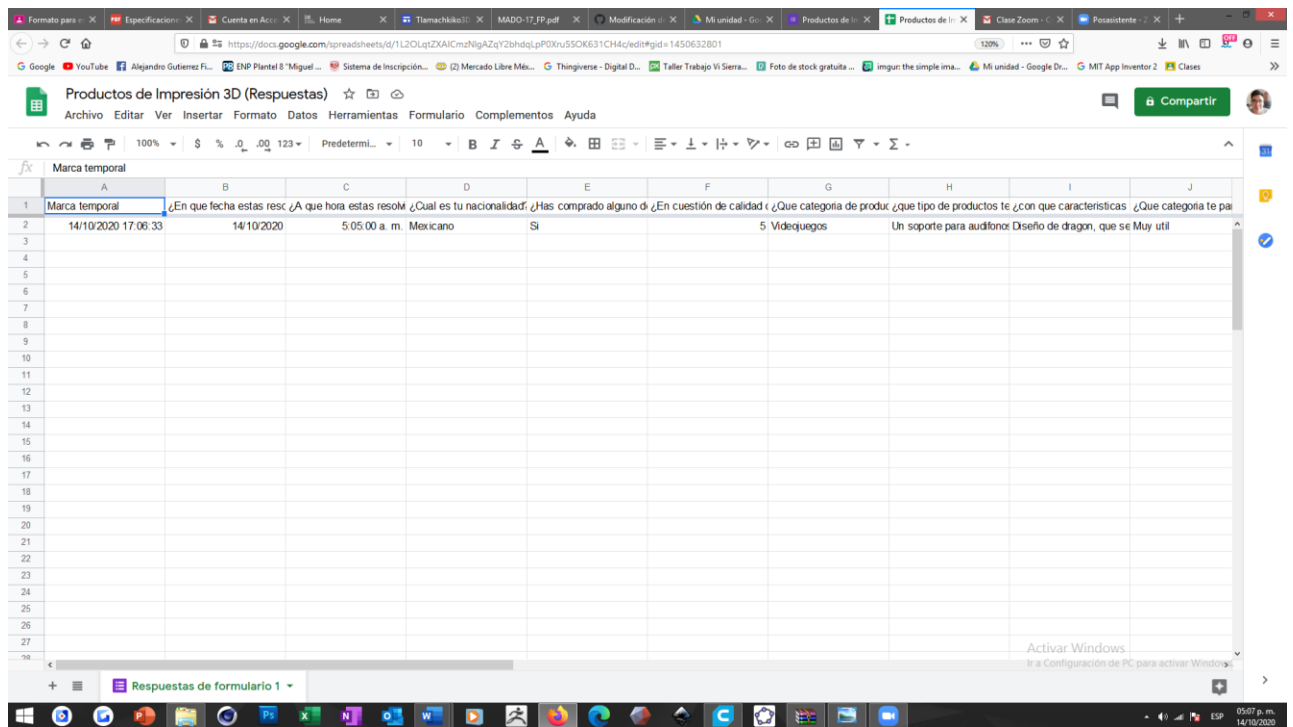 Formato para e Especificacione Cuenta en Acce Home Tlamachkiko3D MADO-17_FP.pdf Modificación d Mi unidad - Go Productos de In Productos de In Clase Zoom - C Posasistente - 2
https://docs.google.com/spreadsheets/d/1L2OLqtZXAICmzNlgAZqY2bhdqLpP0Xru5SOK631CH4c/edit#gid=1450632801 120%
Google YouTube Alejandro Gutierrez Fi... ENP Plantel 8 "Miguel ... Sistema de Inscripción... (2) Mercado Libre Méx... Thingiverse - Digital D... Taller Trabajo Vi Sierra... Foto de stock gratuita ... imgur: the simple ima... Mi unidad - Google Dr... MIT App Inventor 2 Clases
Productos de Impresión 3D (Respuestas)
Compartir
Archivo Editar Ver Insertar Formato Datos Herramientas Formulario Complementos Ayuda
100% $ % .0 .00 123 Predetermi... 10 B I S A
fx Marca temporal
A B C D E F G H I J
1 Marca temporal ¿En que fecha estas reso ¿A que hora estas resolv ¿Cual es tu nacionalidad? ¿Has comprado alguno d ¿En cuestión de calidad ¿Que categoria de produc ¿que tipo de productos te ¿con que caracteristicas ¿Que categoria te pa
2 14/10/2020 17:06:33 14/10/2020 5:05:00 a. m. Mexicano Si 5 Videojuegos Un soporte para audifono Diseño de dragon, que se Muy util
3
4
5
6
7
8
9
10
11
12
13
14
15
16
17
18
19
20
21
22
23
24
25
26
27
28
Activar Windows
Ir a Configuración de PC para activar Windows.
Respuestas de formulario 1
ESP
05:07 p. m.
14/10/2020